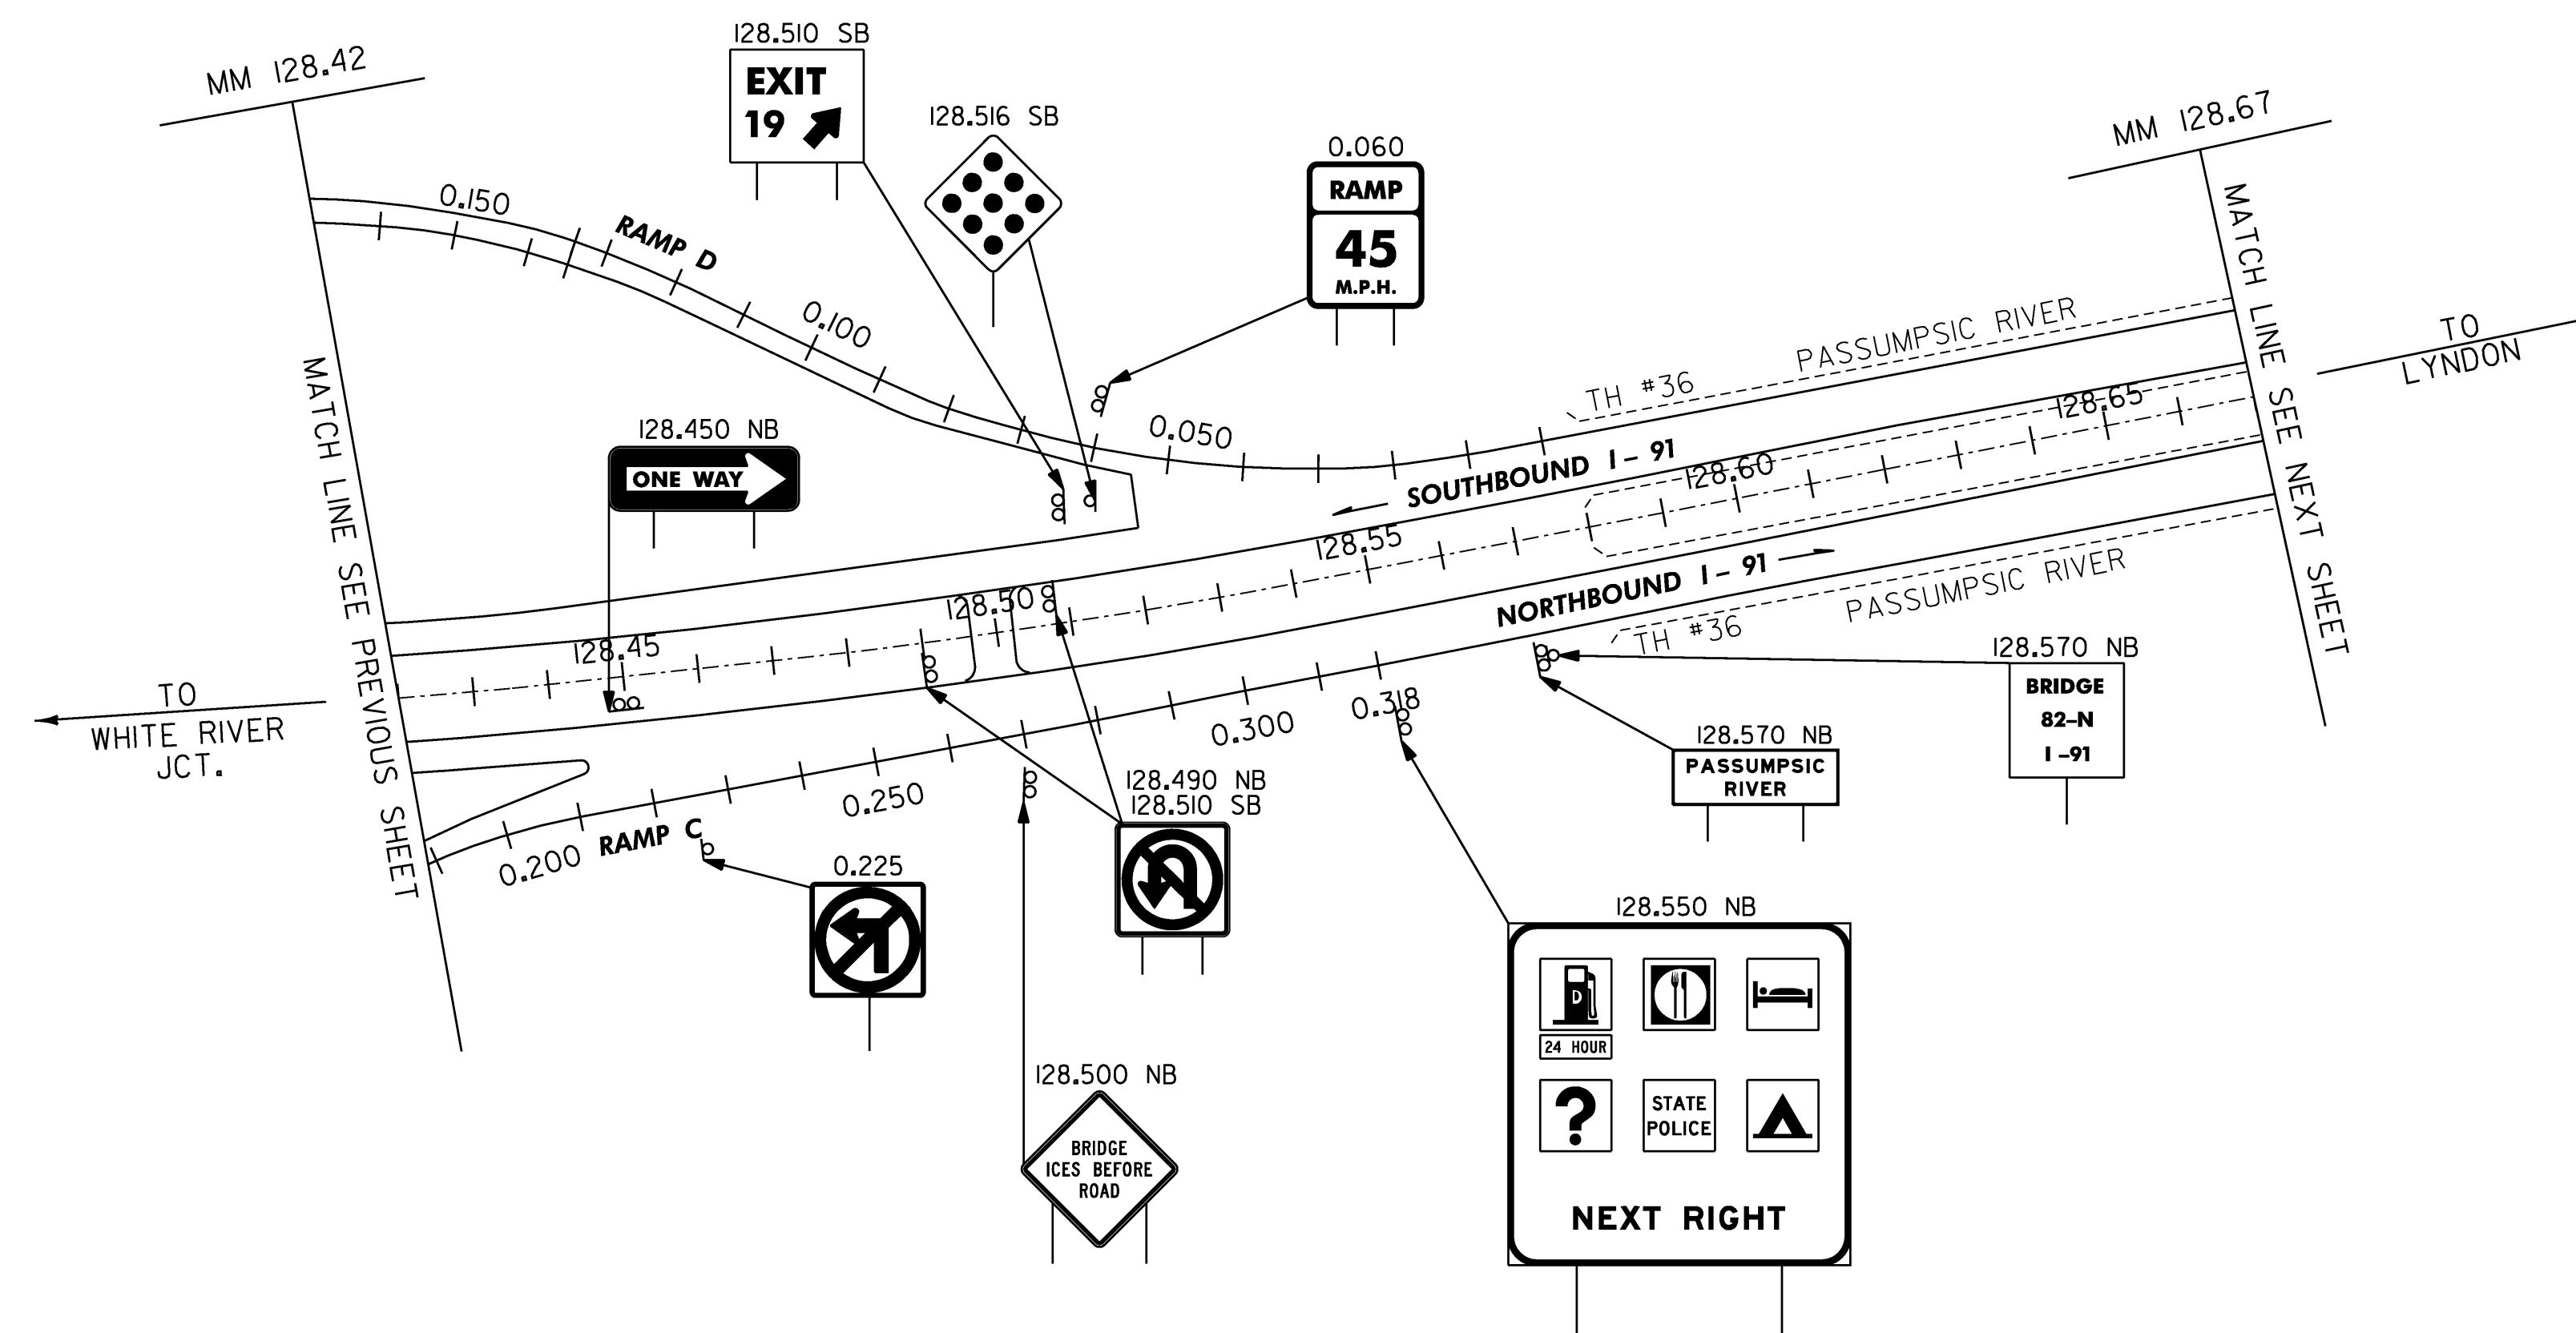 128.510 SB
EXIT
19
MM 128.42
128.516 SB
MM 128.67
0.060
RAMP
45
M.P.H.
0.150
RAMP D
0.100
0.050
MATCH LINE SEE PREVIOUS SHEET
MATCH LINE SEE NEXT SHEET
TH #36
PASSUMPSIC RIVER
TO
LYNDON
128.450 NB
ONE WAY
SOUTHBOUND I-91
128.45
128.50
128.55
128.60
128.65
NORTHBOUND I-91
TH #36
PASSUMPSIC RIVER
TO
WHITE RIVER
JCT.
128.570 NB
BRIDGE
82-N
I-91
128.570 NB
PASSUMPSIC
RIVER
0.200
RAMP C
0.250
0.300
0.318
128.490 NB
128.510 SB
0.225
128.550 NB
D
24 HOUR
?
STATE
POLICE
NEXT RIGHT
128.500 NB
BRIDGE
ICES BEFORE
ROAD